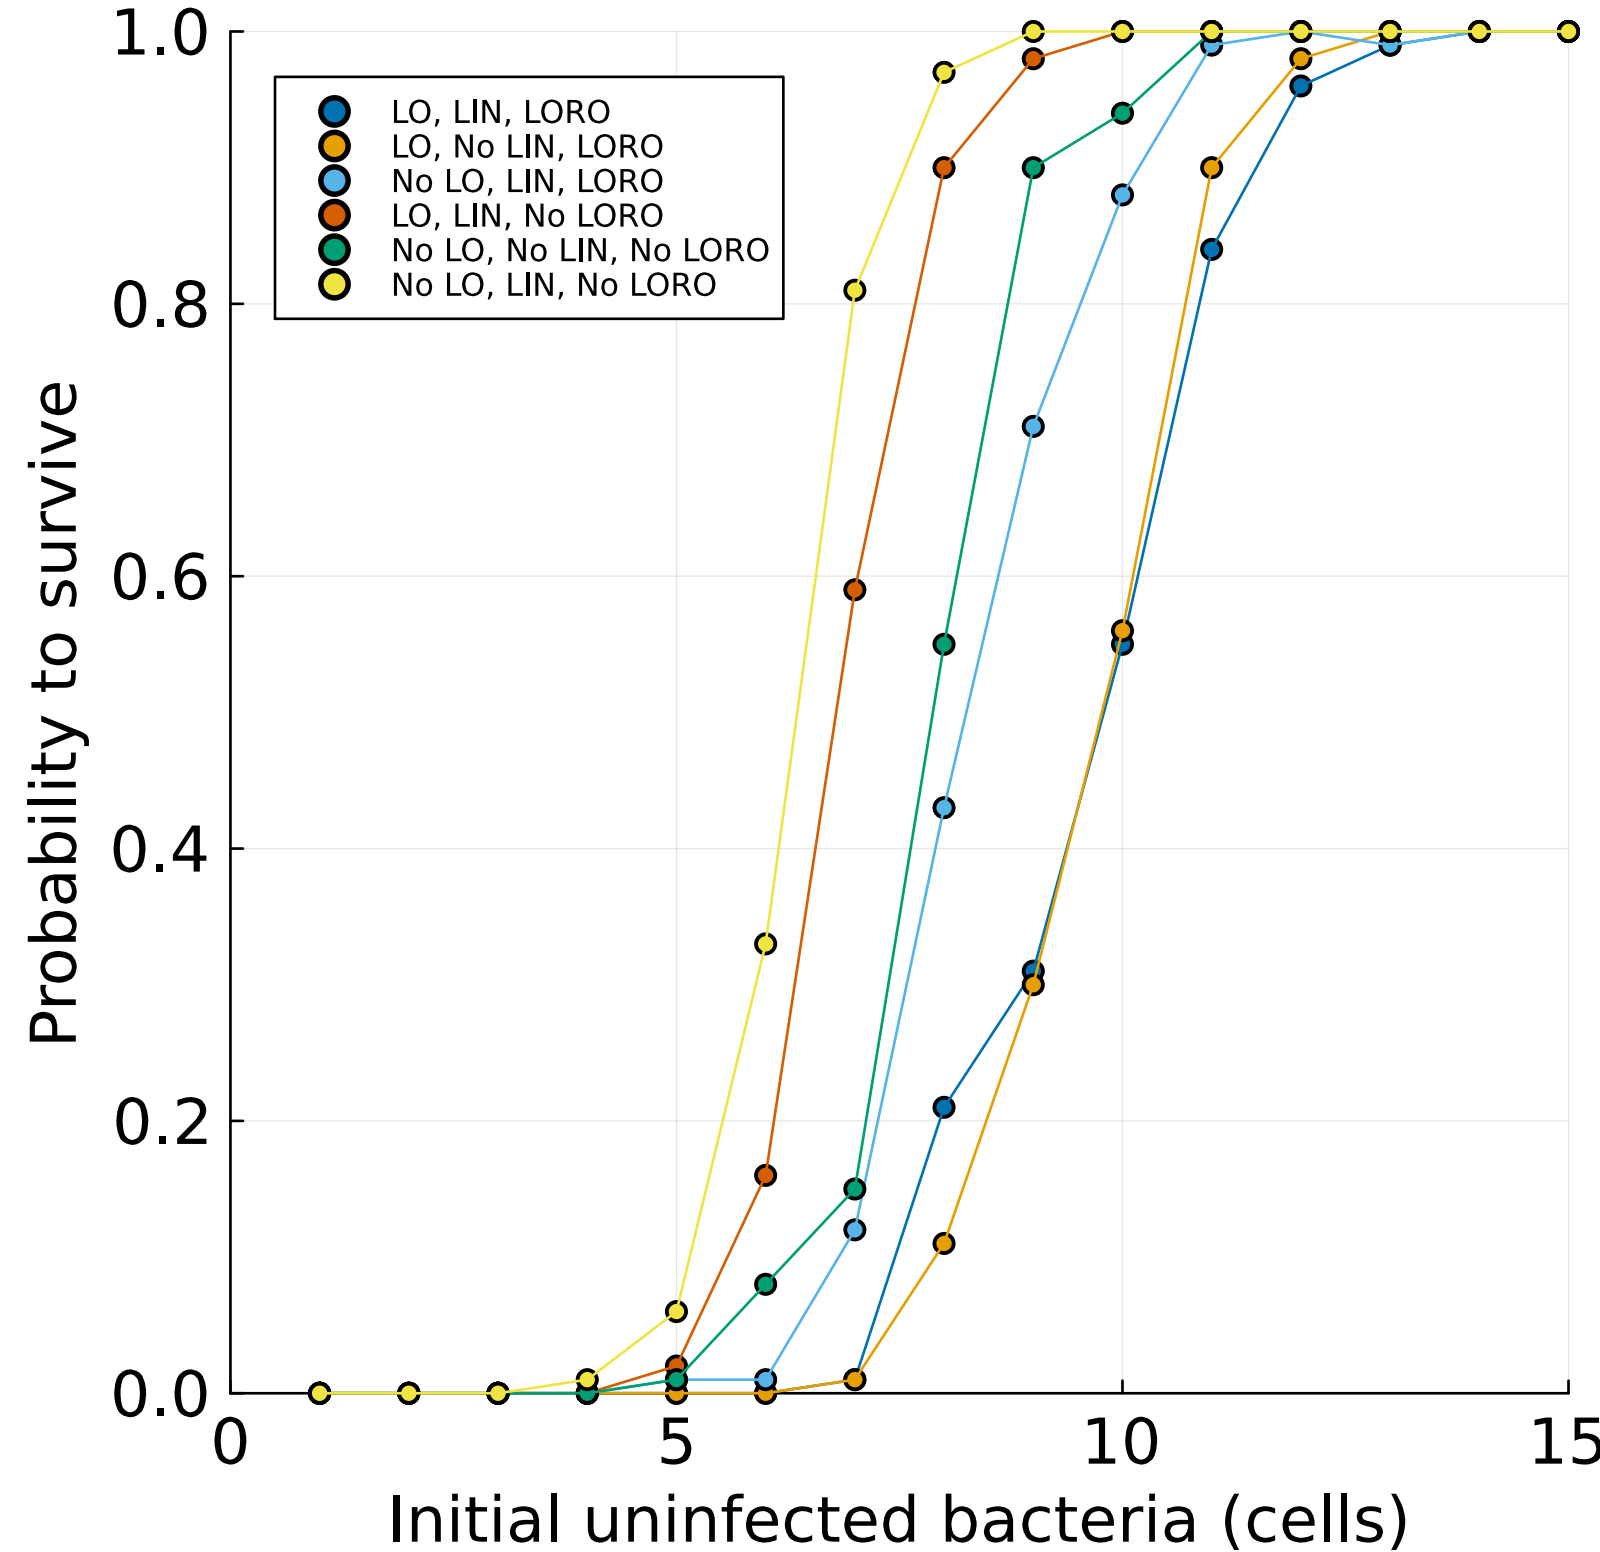 1.0
0.8
0.6
0.4
0.2
0.0
Probability to survive
LO, LIN, LORO
LO, No LIN, LORO
No LO, LIN, LORO
LO, LIN, No LORO
No LO, No LIN, No LORO
No LO, LIN, No LORO
0 5 10 15
Initial uninfected bacteria (cells)